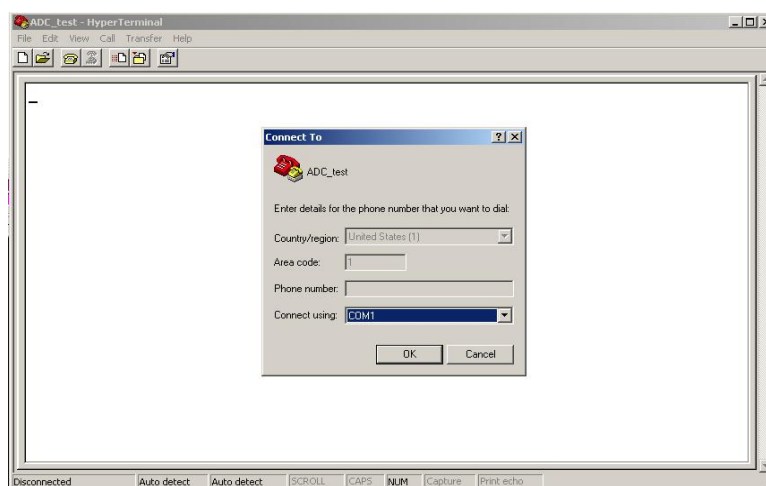 ADC_test - HyperTerminal
File Edit View Call Transfer Help
Connect To
ADC_test
Enter details for the phone number that you want to dial:
Country/region: United States (1)
Area code: 1
Phone number:
Connect using: COM1
OK Cancel
Disconnected Auto detect Auto detect SCROLL CAPS NUM Capture Print echo